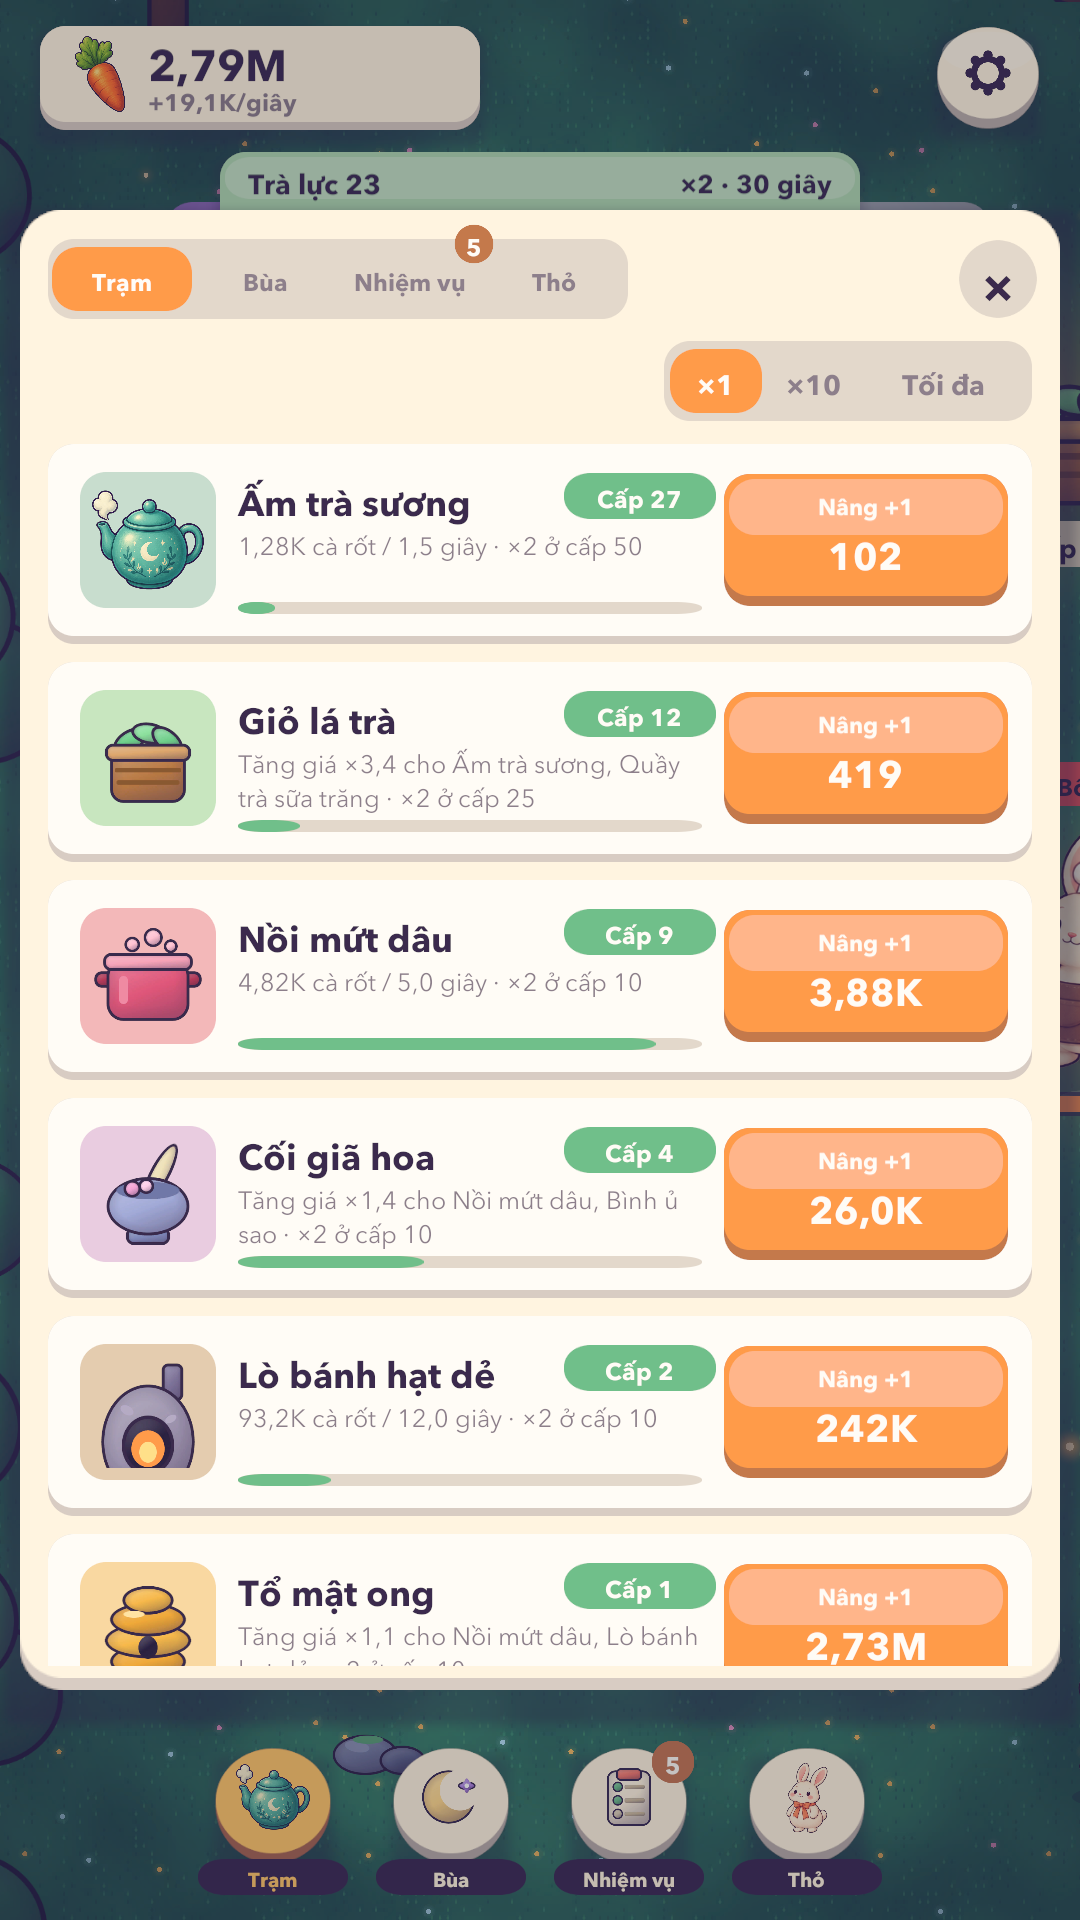 2,79M
+19,1K/giây
Trà lực 23
×2 · 30 giây
Trạm
Bùa
Nhiệm vụ
5
Thỏ
×1
×10
Tối đa
Ấm trà sương
Cấp 27
1,28K cà rốt / 1,5 giây · ×2 ở cấp 50
Nâng +1
102
Giỏ lá trà
Cấp 12
Tăng giá ×3,4 cho Ấm trà sương, Quầy
trà sữa trăng · ×2 ở cấp 25
Nâng +1
419
Nồi mứt dâu
Cấp 9
4,82K cà rốt / 5,0 giây · ×2 ở cấp 10
Nâng +1
3,88K
Cối giã hoa
Cấp 4
Tăng giá ×1,4 cho Nồi mứt dâu, Bình ủ
sao · ×2 ở cấp 10
Nâng +1
26,0K
Lò bánh hạt dẻ
Cấp 2
93,2K cà rốt / 12,0 giây · ×2 ở cấp 10
Nâng +1
242K
Tổ mật ong
Cấp 1
Tăng giá ×1,1 cho Nồi mứt dâu, Lò bánh
Nâng +1
2,73M
Trạm
Bùa
5
Nhiệm vụ
Thỏ